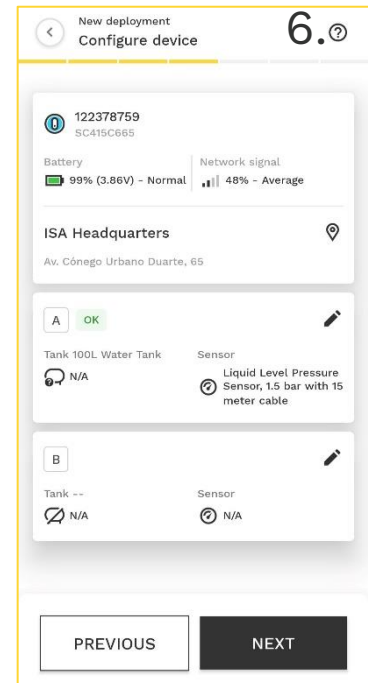 New deployment
Configure device
6.
122378759
SC415C665
Battery Network signal
99% (3.86V) - Normal 48% - Average
ISA Headquarters
Av. Cónego Urbano Duarte, 65
A OK
Tank 100L Water Tank Sensor
N/A Liquid Level Pressure
Sensor, 1.5 bar with 15
meter cable
B
Tank -- Sensor
N/A N/A
PREVIOUS NEXT